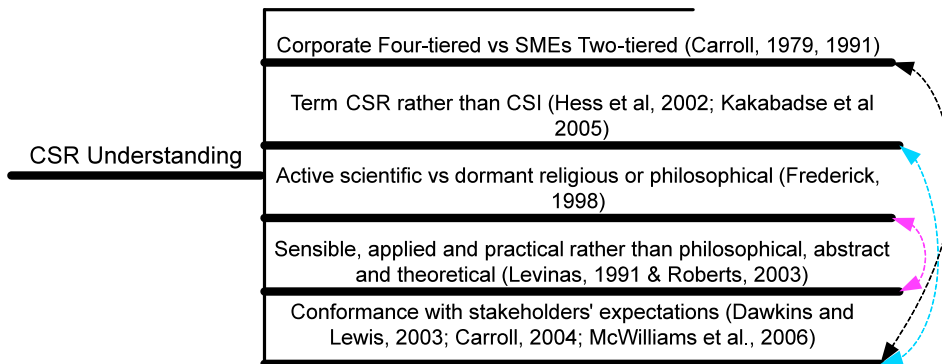 Corporate Four-tiered vs SMEs Two-tiered (Carroll, 1979, 1991)
Term CSR rather than CSI (Hess et al, 2002; Kakabadse et al
2005)
CSR Understanding
Active scientific vs dormant religious or philosophical (Frederick,
1998)
Sensible, applied and practical rather than philosophical, abstract
and theoretical (Levinas, 1991 & Roberts, 2003)
Conformance with stakeholders' expectations (Dawkins and
Lewis, 2003; Carroll, 2004; McWilliams et al., 2006)